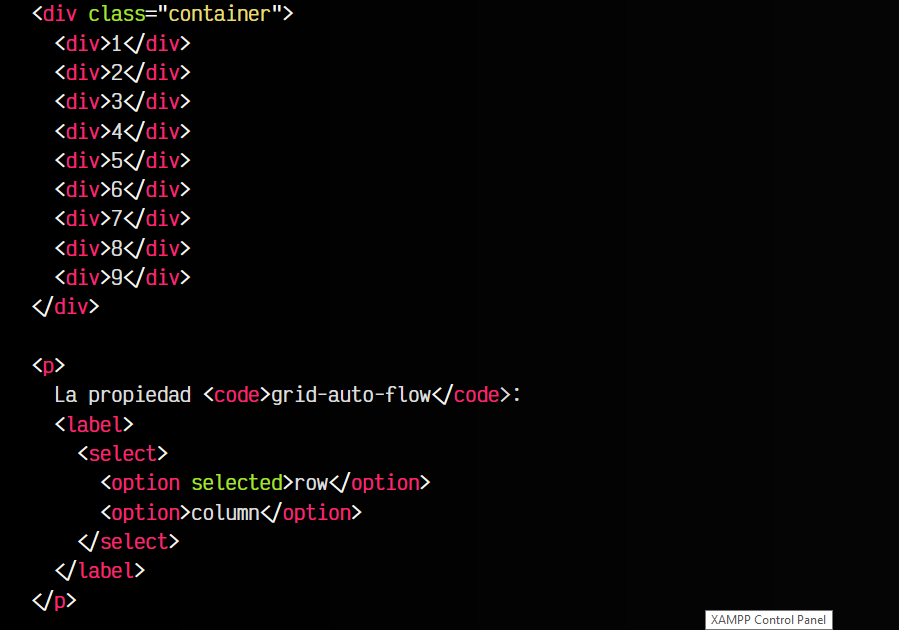 <div class="container">
  <div>1</div>
  <div>2</div>
  <div>3</div>
  <div>4</div>
  <div>5</div>
  <div>6</div>
  <div>7</div>
  <div>8</div>
  <div>9</div>
</div>

<p>
  La propiedad <code>grid-auto-flow</code>:
  <label>
    <select>
      <option selected>row</option>
      <option>column</option>
    </select>
  </label>
</p>
XAMPP Control Panel